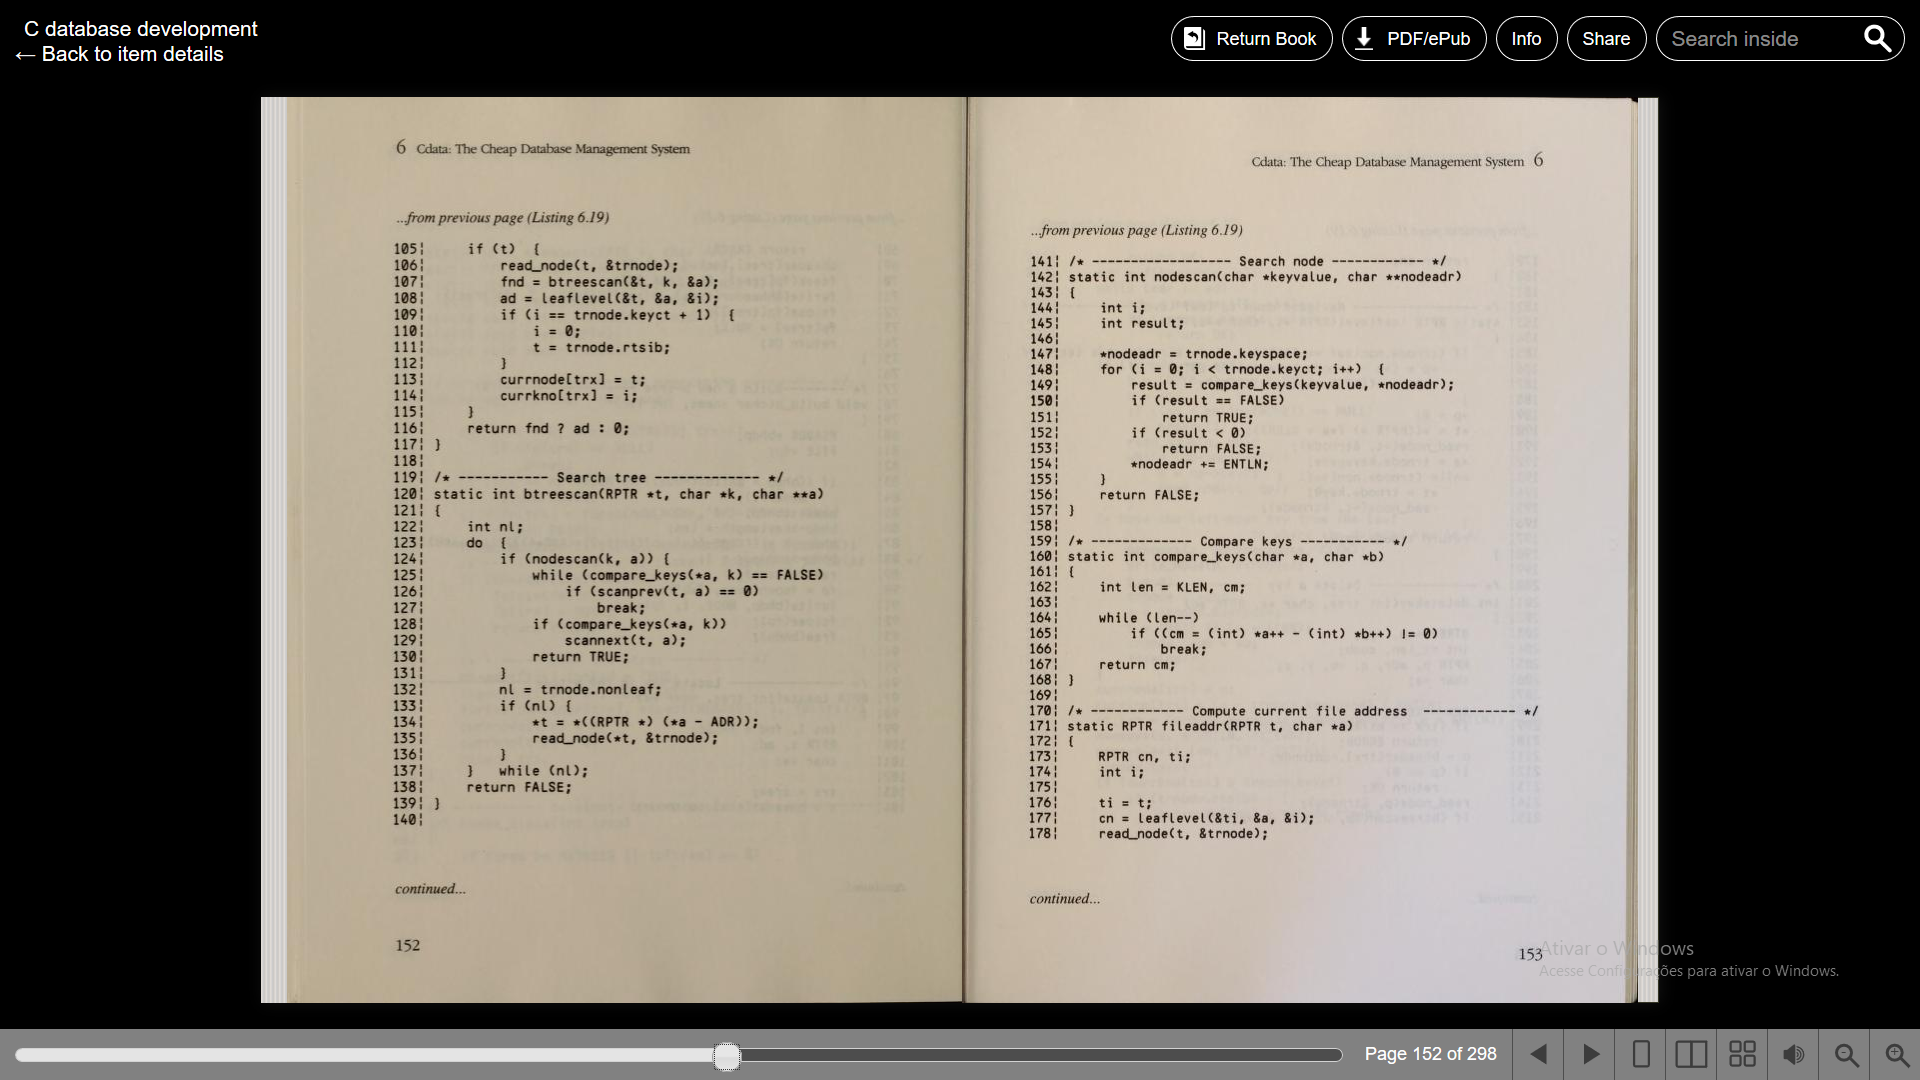 C database development
← Back to item details
Return Book
PDF/ePub
Info
Share
Search inside
6 Cdata: The Cheap Database Management System
...from previous page (Listing 6.19)
105¦     if (t)  {
106¦         read_node(t, &trnode);
107¦         fnd = btreescan(&t, k, &a);
108¦         ad = leaflevel(&t, &a, &i);
109¦         if (i == trnode.keyct + 1)  {
110¦             i = 0;
111¦             t = trnode.rtsib;
112¦         }
113¦         currnode[trx] = t;
114¦         currkno[trx] = i;
115¦     }
116¦     return fnd ? ad : 0;
117¦ }
118¦
119¦ /* ----------- Search tree ------------- */
120¦ static int btreescan(RPTR *t, char *k, char **a)
121¦ {
122¦     int nl;
123¦     do  {
124¦         if (nodescan(k, a)) {
125¦             while (compare_keys(*a, k) == FALSE)
126¦                 if (scanprev(t, a) == 0)
127¦                     break;
128¦             if (compare_keys(*a, k))
129¦                 scannext(t, a);
130¦             return TRUE;
131¦         }
132¦         nl = trnode.nonleaf;
133¦         if (nl) {
134¦             *t = *((RPTR *) (*a - ADR));
135¦             read_node(*t, &trnode);
136¦         }
137¦     }   while (nl);
138¦     return FALSE;
139¦ }
140¦
continued...
152
Cdata: The Cheap Database Management System 6
...from previous page (Listing 6.19)
141¦ /* ------------------ Search node ------------ */
142¦ static int nodescan(char *keyvalue, char **nodeadr)
143¦ {
144¦     int i;
145¦     int result;
146¦
147¦     *nodeadr = trnode.keyspace;
148¦     for (i = 0; i < trnode.keyct; i++)  {
149¦         result = compare_keys(keyvalue, *nodeadr);
150¦         if (result == FALSE)
151¦             return TRUE;
152¦         if (result < 0)
153¦             return FALSE;
154¦         *nodeadr += ENTLN;
155¦     }
156¦     return FALSE;
157¦ }
158¦
159¦ /* ------------- Compare keys ----------- */
160¦ static int compare_keys(char *a, char *b)
161¦ {
162¦     int len = KLEN, cm;
163¦
164¦     while (len--)
165¦         if ((cm = (int) *a++ - (int) *b++) != 0)
166¦             break;
167¦     return cm;
168¦ }
169¦
170¦ /* ------------ Compute current file address  ------------ */
171¦ static RPTR fileaddr(RPTR t, char *a)
172¦ {
173¦     RPTR cn, ti;
174¦     int i;
175¦
176¦     ti = t;
177¦     cn = leaflevel(&ti, &a, &i);
178¦     read_node(t, &trnode);
continued...
153
Ativar o Windows
Acesse Configurações para ativar o Windows.
Page 152 of 298